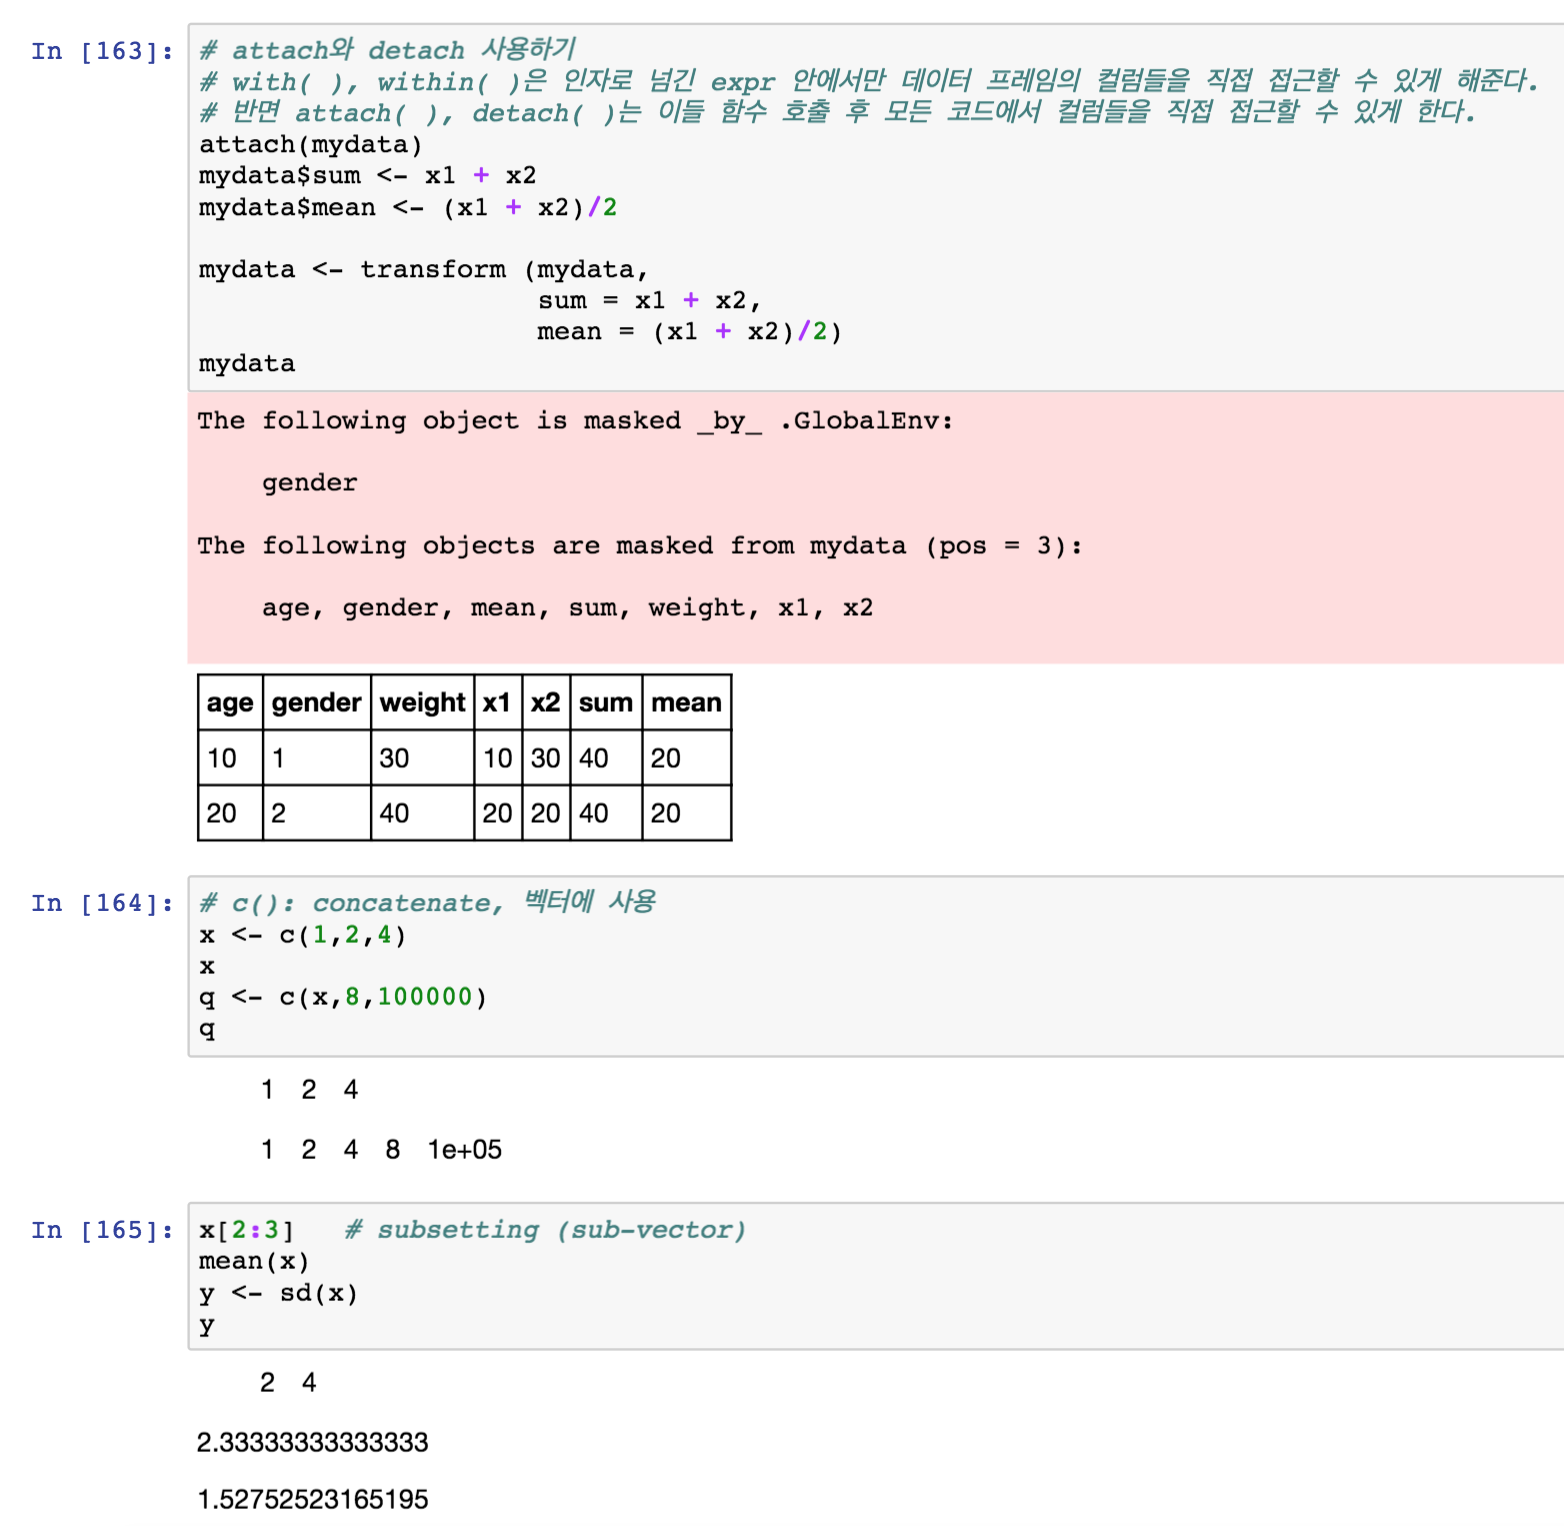 In [163]:
# attach와 detach 사용하기
# with( ), within( )은 인자로 넘긴 expr 안에서만 데이터 프레임의 컬럼들을 직접 접근할 수 있게 해준다.
# 반면 attach( ), detach( )는 이들 함수 호출 후 모든 코드에서 컬럼들을 직접 접근할 수 있게 한다.
attach(mydata)
mydata$sum <- x1 + x2
mydata$mean <- (x1 + x2)/2
mydata <- transform (mydata,
sum = x1 + x2,
mean = (x1 + x2)/2)
mydata
The following object is masked _by_ .GlobalEnv:
gender
The following objects are masked from mydata (pos = 3):
age, gender, mean, sum, weight, x1, x2
age gender weight x1 x2 sum mean
10 1 30 10 30 40 20
20 2 40 20 20 40 20
In [164]:
# c(): concatenate, 벡터에 사용
x <- c(1,2,4)
x
q <- c(x,8,100000)
q
1 2 4
1 2 4 8 1e+05
In [165]:
x[2:3] # subsetting (sub-vector)
mean(x)
y <- sd(x)
y
2 4
2.33333333333333
1.52752523165195